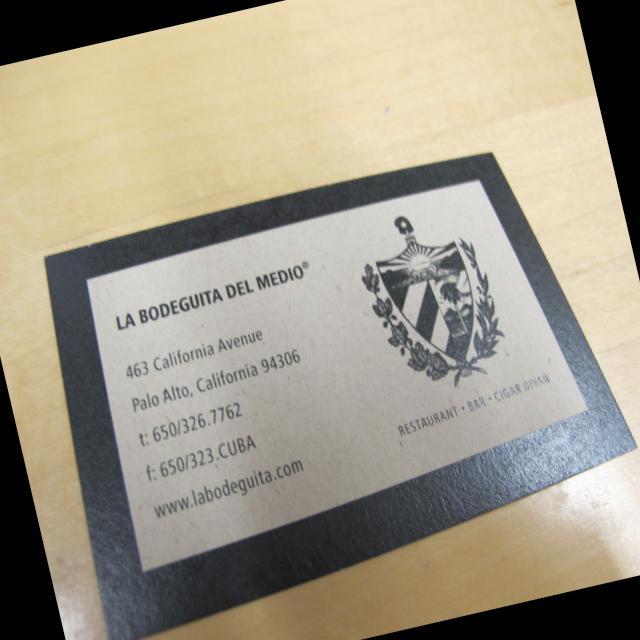 LA BODEGUITA DEL MEDIO®
463 California Avenue
Palo Alto, California 94306
t: 650/326.7762
f: 650/323.CUBA
www.labodeguita.com
RESTAURANT • BAR • CIGAR DIVAN